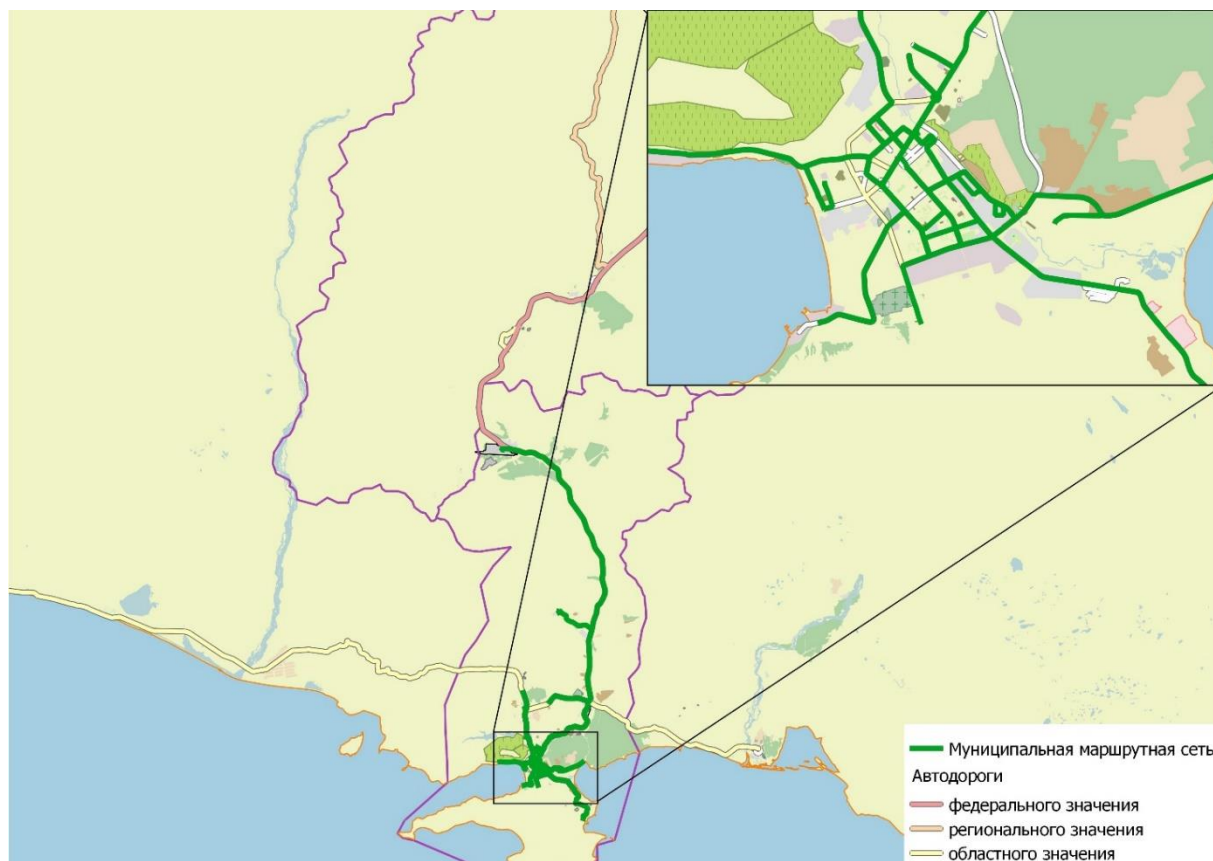 Муниципальная маршрутная сеть
Автодороги
федерального значения
регионального значения
областного значения